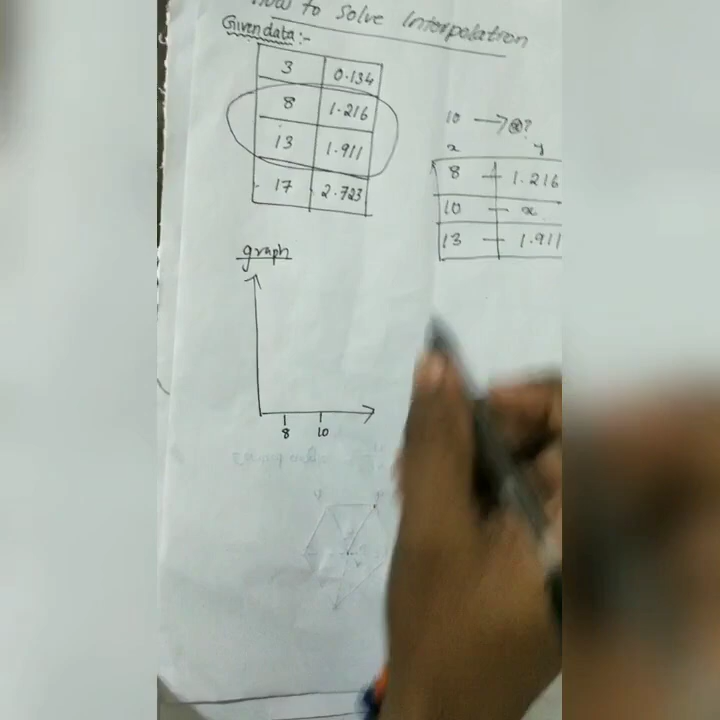 How to Solve Interpolation
Given data :-
3 0.134
8 1.216
13 1.911
17 2.723
10 → x?
x y
8 1.216
10 x
13 1.911
graph
8 10